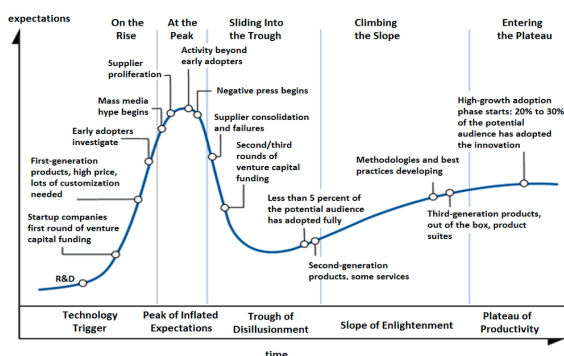 expectations
On the
Rise
At the
Peak
Sliding Into
the Trough
Climbing
the Slope
Entering
the Plateau
Activity beyond
early adopters
Supplier
proliferation
Negative press begins
Mass media
hype begins
Supplier consolidation
and failures
Early adopters
investigate
Second/third
rounds of
venture capital
funding
First-generation
products, high price,
lots of customization
needed
Less than 5 percent of
the potential audience
has adopted fully
Startup companies
first round of venture
capital funding
R&D
Second-generation
products, some services
Methodologies and best
practices developing
Third-generation products,
out of the box, product
suites
High-growth adoption
phase starts: 20% to 30%
of the potential
audience has adopted
the innovation
Technology
Trigger
Peak of Inflated
Expectations
Trough of
Disillusionment
Slope of Enlightenment
Plateau of
Productivity
time